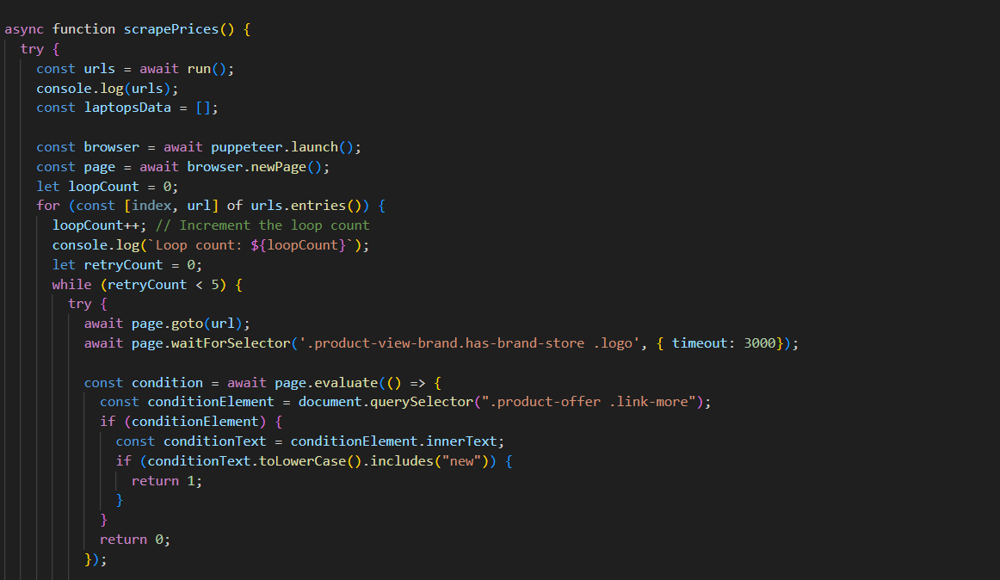 async function scrapePrices() {
try {
const urls = await run();
console.log(urls);
const laptopsData = [];
const browser = await puppeteer.launch();
const page = await browser.newPage();
let loopCount = 0;
for (const [index, url] of urls.entries()) {
loopCount++; // Increment the loop count
console.log(`Loop count: ${loopCount}`);
let retryCount = 0;
while (retryCount < 5) {
try {
await page.goto(url);
await page.waitForSelector('.product-view-brand.has-brand-store .logo', { timeout: 3000});
const condition = await page.evaluate(() => {
const conditionElement = document.querySelector(".product-offer .link-more");
if (conditionElement) {
const conditionText = conditionElement.innerText;
if (conditionText.toLowerCase().includes("new")) {
return 1;
}
}
return 0;
});